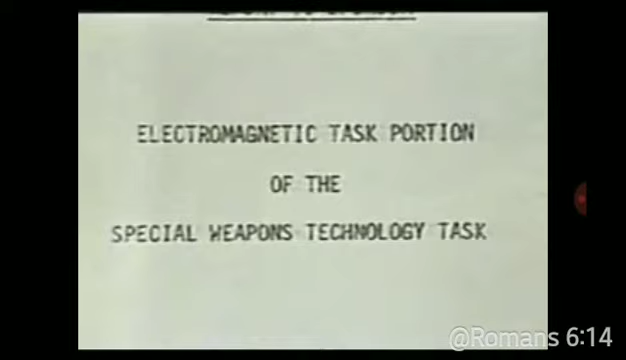 ELECTROMAGNETIC TASK PORTION
OF THE
SPECIAL WEAPONS TECHNOLOGY TASK
@Romans 6:14